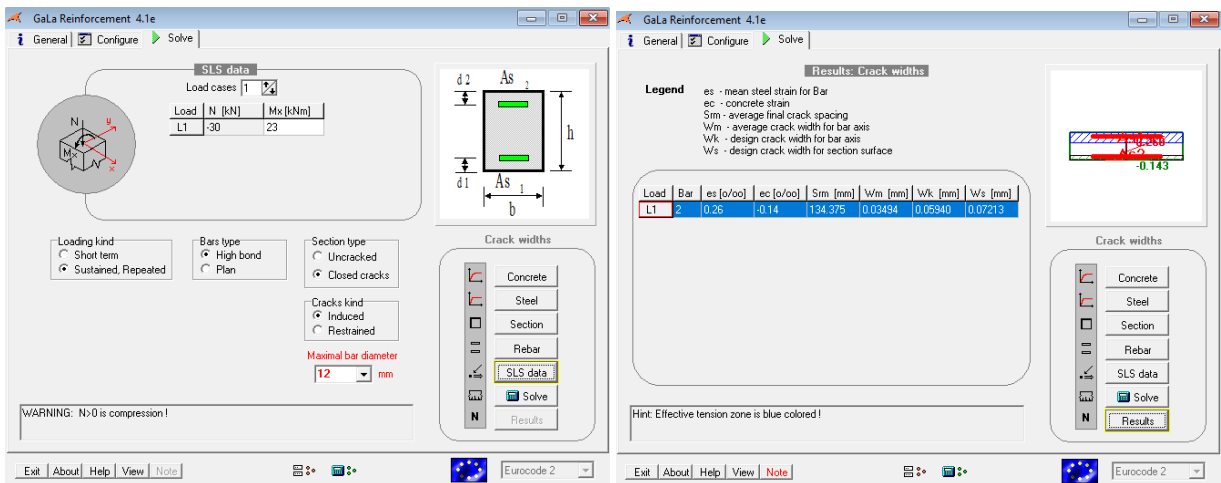 GaLa Reinforcement 4.1e
General Configure Solve
SLS data
Load cases 1
Load N [kN] Mx [kNm]
L1 -30 23
N y
Mx x
d 2 As 2
h
d 1 As 1
b
Loading kind
Short term
Sustained, Repeated
Bars type
High bond
Plan
Section type
Uncracked
Closed cracks
Cracks kind
Induced
Restrained
Maximal bar diameter
12 mm
Crack widths
Concrete
Steel
Section
Rebar
SLS data
Solve
N Results
WARNING: N>0 is compression !
Exit About Help View Note
Eurocode 2
GaLa Reinforcement 4.1e
General Configure Solve
Results: Crack widths
Legend
es - mean steel strain for Bar
ec - concrete strain
Srm - average final crack spacing
Wm - average crack width for bar axis
Wk - design crack width for bar axis
Ws - design crack width for section surface
Load Bar es [o/oo] ec [o/oo] Srm [mm] Wm [mm] Wk [mm] Ws [mm]
L1 2 0.26 -0.14 134.375 0.03494 0.05940 0.07213
-0.143
Crack widths
Concrete
Steel
Section
Rebar
SLS data
Solve
N Results
Hint: Effective tension zone is blue colored !
Exit About Help View Note
Eurocode 2